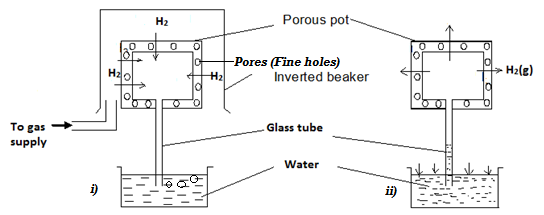 H2
Porous pot
H2
H2
Pores (Fine holes)
Inverted beaker
H2(g)
To gas
supply
Glass tube
Water
i)
ii)